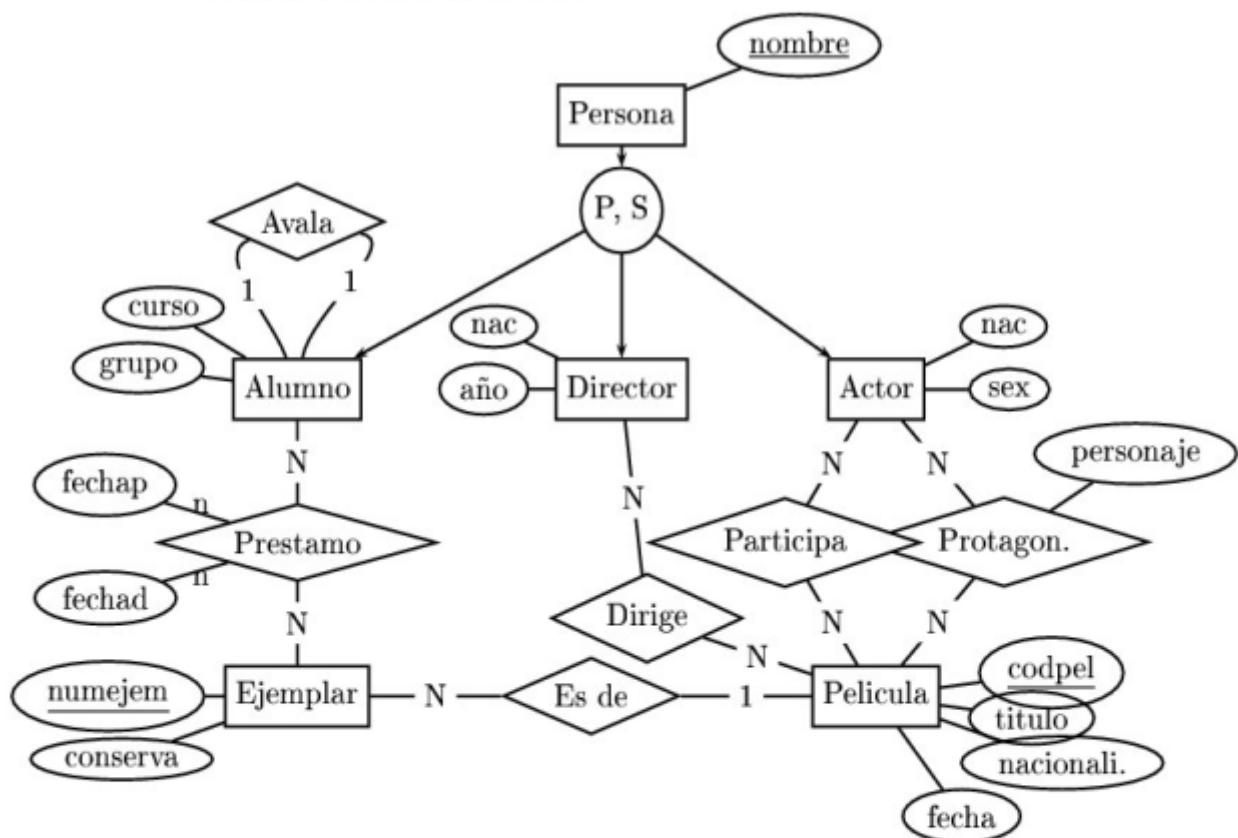 nombre
Persona
P, S
Avala
1
1
curso
grupo
Alumno
nac
año
Director
nac
sex
Actor
N
N
N
N
personaje
fechap
n
Prestamo
n
fechad
Participa
Protagon.
Dirige
N
N
N
N
numejem
Ejemplar
conserva
N
Es de
1
Pelicula
codpel
titulo
nacionali.
fecha